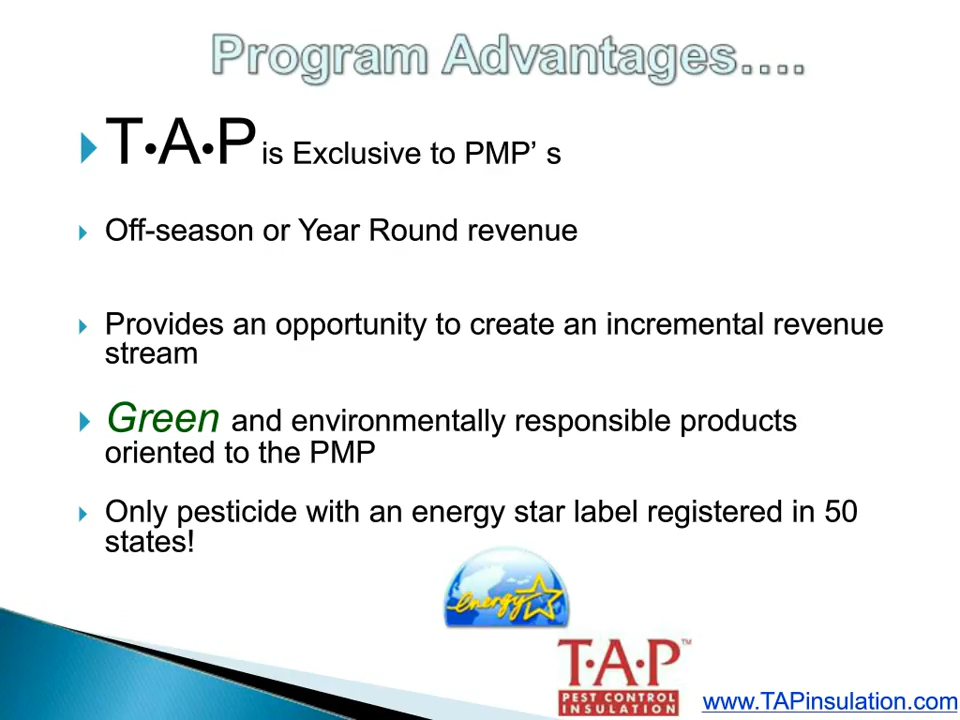 Program Advantages....
T•A•P is Exclusive to PMP’ s
Off-season or Year Round revenue
Provides an opportunity to create an incremental revenue
stream
Green and environmentally responsible products
oriented to the PMP
Only pesticide with an energy star label registered in 50
states!
energy
T•A•P™
PEST CONTROL
INSULATION
www.TAPinsulation.com